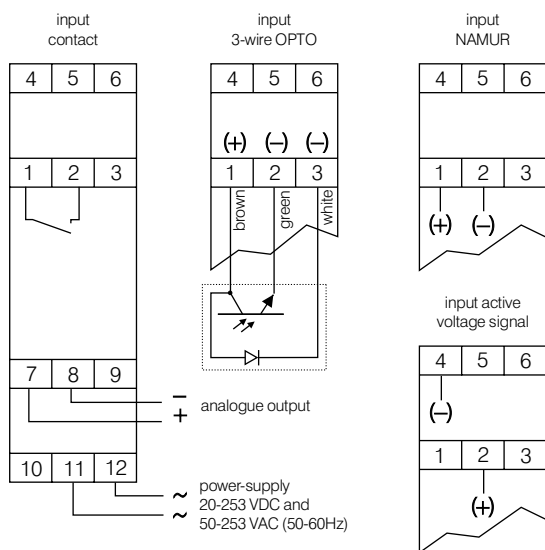 input
contact
4 5 6
1 2 3
7 8 9
− 
+ analogue output
10 11 12
~ power-supply
20-253 VDC and
~ 50-253 VAC (50-60Hz)
input
3-wire OPTO
4 5 6
(+) (−) (−)
1 2 3
brown
green
white
input
NAMUR
4 5 6
1 2 3
(+) (−)
input active
voltage signal
4 5 6
(−)
1 2 3
(+)